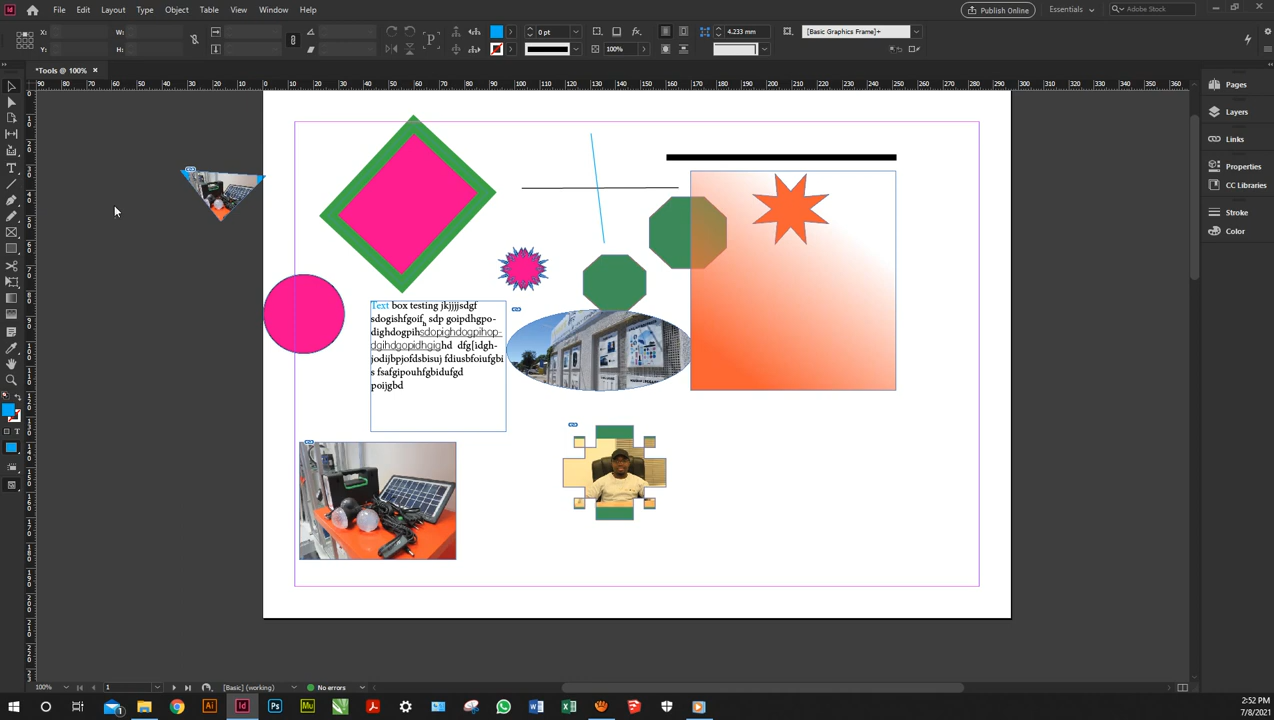 File Edit Layout Type Object Table View Window Help
Publish Online
Essentials
Adobe Stock
X:
Y:
W:
H:
0 pt
100%
4.233 mm
[Basic Graphics Frame]+
*Tools @ 100%
Text box testing jkjjjjsdgf
sdogishfgoif, sdp goipdhgpo-
dighdogpihsdopighdogpihop-
dgihdgopidhgighd dfg[idgh-
jodijbpjofdsbisuj fdiusbfoiufgbi
s fsafgipouhfgbidufgd
poijgbd
Pages
Layers
Links
Properties
CC Libraries
Stroke
Color
100%
1
[Basic] (working)
No errors
2:52 PM
7/8/2021